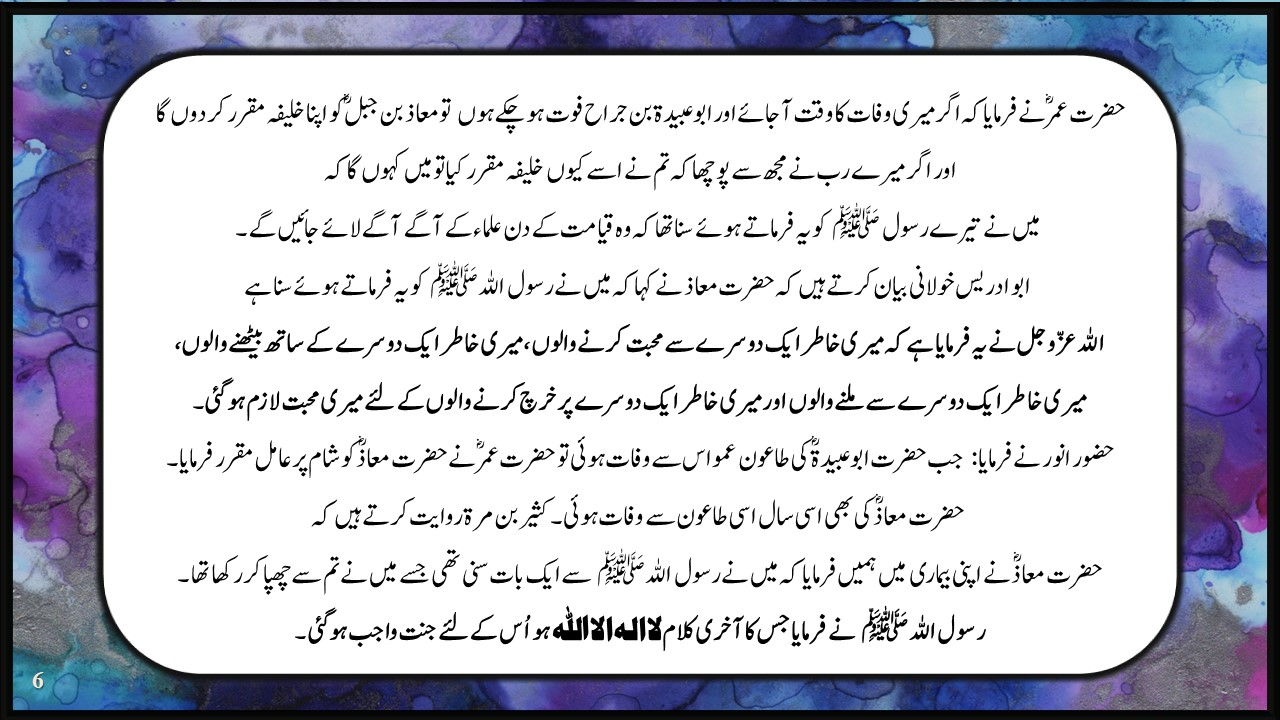 حضرت عمرؓ نے فرمایا کہ اگر میری وفات کا وقت آ جائے اور ابوعبیدۃ بن جراح فوت ہو چکے ہوں تو معاذ بن جبلؓ کو اپنا خلیفہ مقرر کر دوں گا
اور اگر میرے رب نے مجھ سے پوچھا کہ تم نے اسے کیوں خلیفہ مقرر کیا تو میں کہوں گا کہ
میں نے تیرے رسول ﷺ کو یہ فرماتے ہوئے سنا تھا کہ وہ قیامت کے دن علماء کے آگے آگے لائے جائیں گے۔
ابو ادریس خولانی بیان کرتے ہیں کہ حضرت معاذ نے کہا کہ میں نے رسول اللہ ﷺ کو یہ فرماتے ہوئے سنا ہے
اللہ عزّوجل نے یہ فرمایا ہے کہ میری خاطر ایک دوسرے سے محبت کرنے والوں، میری خاطر ایک دوسرے کے ساتھ بیٹھنے والوں،
میری خاطر ایک دوسرے سے ملنے والوں اور میری خاطر ایک دوسرے پر خرچ کرنے والوں کے لئے میری محبت لازم ہو گئی۔
حضور انور نے فرمایا: جب حضرت ابوعبیدۃؓ کی طاعون عمواس سے وفات ہوئی تو حضرت عمرؓ نے حضرت معاذؓ کو شام پر عامل مقرر فرمایا۔
حضرت معاذؓ کی بھی اسی سال اسی طاعون سے وفات ہوئی۔ کثیر بن مرۃ روایت کرتے ہیں کہ
حضرت معاذؓ نے اپنی بیماری میں ہمیں فرمایا کہ میں نے رسول اللہ ﷺ سے ایک بات سنی تھی جسے میں نے تم سے چھپا کر رکھا تھا۔
رسول اللہ ﷺ نے فرمایا جس کا آخری کلام لا الہ الا اللہ ہو اُس کے لئے جنت واجب ہو گئی۔
6